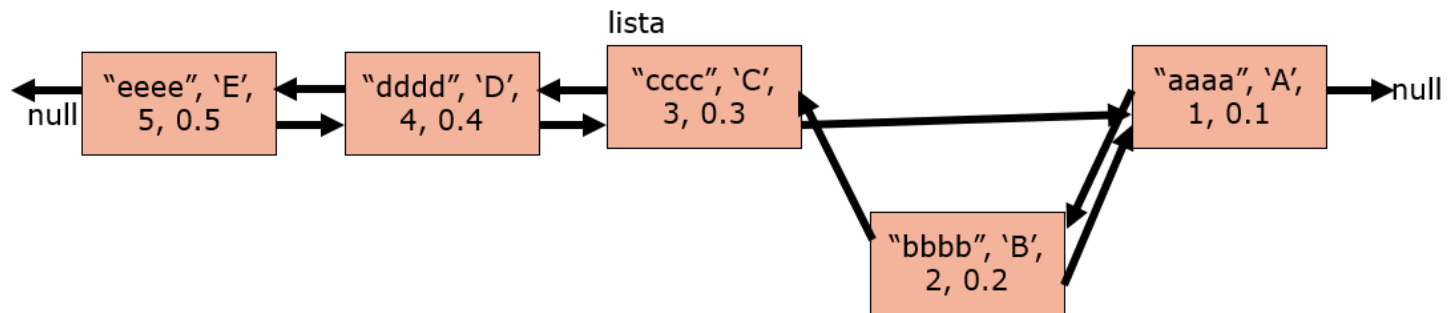 lista
null
“eeee”, ‘E’,
5, 0.5
“dddd”, ‘D’,
4, 0.4
“cccc”, ‘C’,
3, 0.3
“aaaa”, ‘A’,
1, 0.1
null
“bbbb”, ‘B’,
2, 0.2